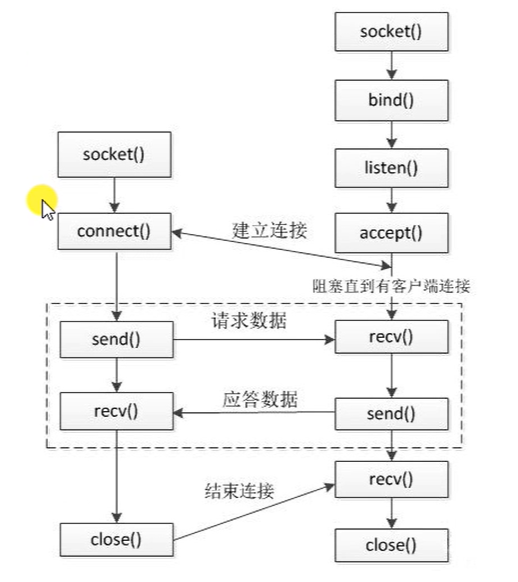 socket()
bind()
socket()
listen()
connect()
建立连接
accept()
阻塞直到有客户端连接
请求数据
send()
recv()
应答数据
recv()
send()
结束连接
recv()
close()
close()